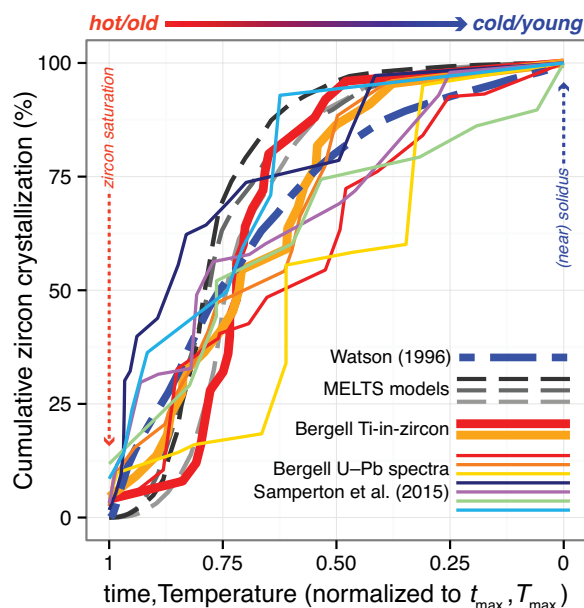 hot/old
cold/young
100
75
50
25
0
Cumulative zircon crystallization (%)
zircon saturation
(near) solidus
Watson (1996)
MELTS models
Bergell Ti-in-zircon
Bergell U–Pb spectra
Samperton et al. (2015)
1
0.75
0.50
0.25
0
time,Temperature (normalized to tmax,Tmax)